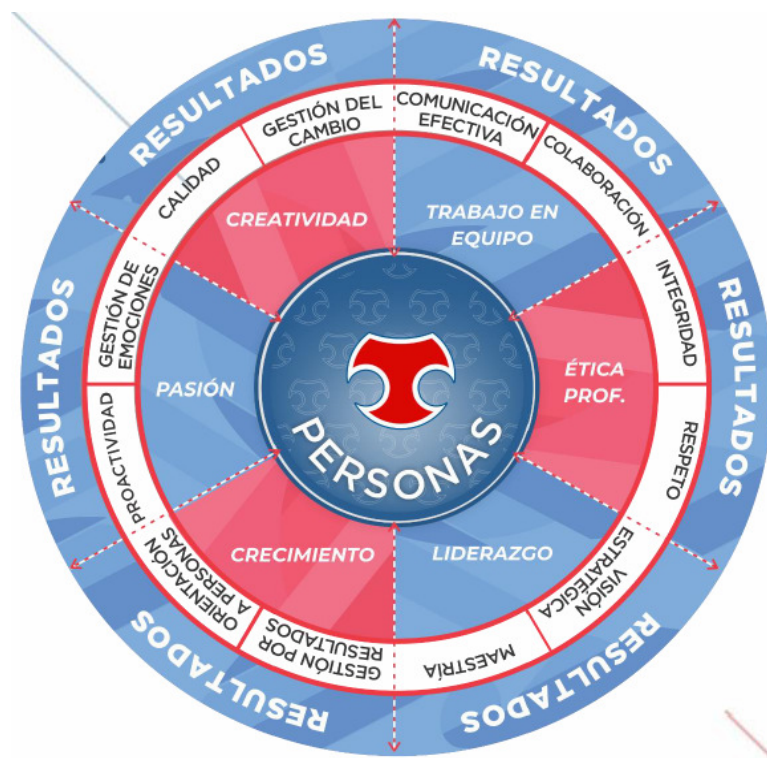 RESULTADOS
RESULTADOS
RESULTADOS
RESULTADOS
RESULTADOS
RESULTADOS
COMUNICACIÓN
EFECTIVA
COLABORACIÓN
INTEGRIDAD
RESPETO
VISIÓN
ESTRATÉGICA
MAESTRÍA
GESTIÓN POR
RESULTADOS
ORIENTACIÓN
A PERSONAS
PROACTIVIDAD
GESTIÓN DE
EMOCIONES
CALIDAD
GESTIÓN DEL
CAMBIO
TRABAJO EN
EQUIPO
ÉTICA
PROF.
LIDERAZGO
CRECIMIENTO
PASIÓN
CREATIVIDAD
PERSONAS